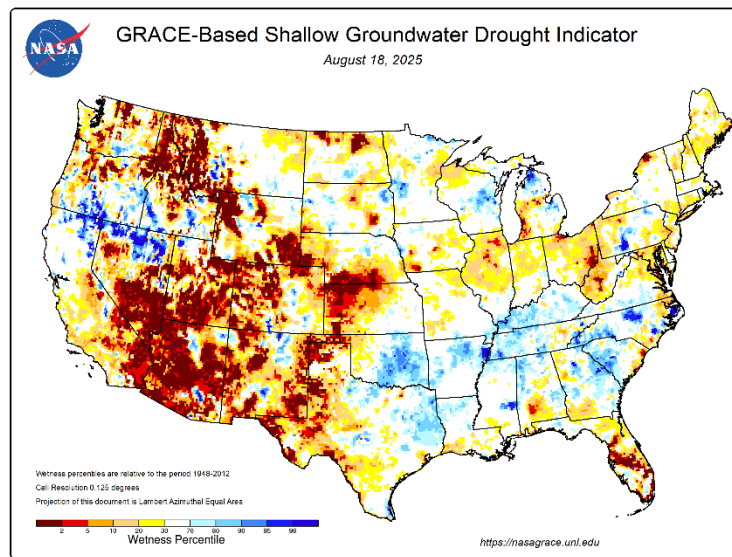 NASA
GRACE-Based Shallow Groundwater Drought Indicator
August 18, 2025
Wetness percentiles are relative to the period 1948-2012
Cell Resolution 0.125 degrees
Projection of this document is Lambert Azimuthal Equal Area
2 5 10 20 30 70 80 90 95 98
Wetness Percentile
https://nasagrace.unl.edu